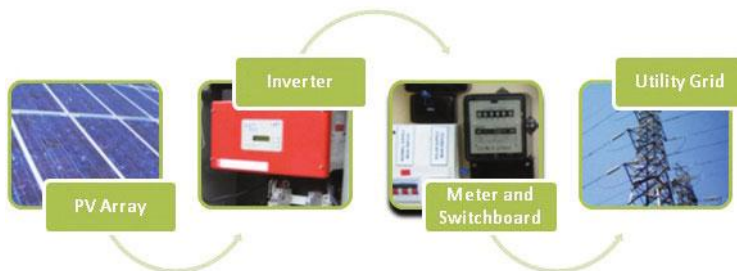 PV Array
Inverter
Meter and
Switchboard
Utility Grid